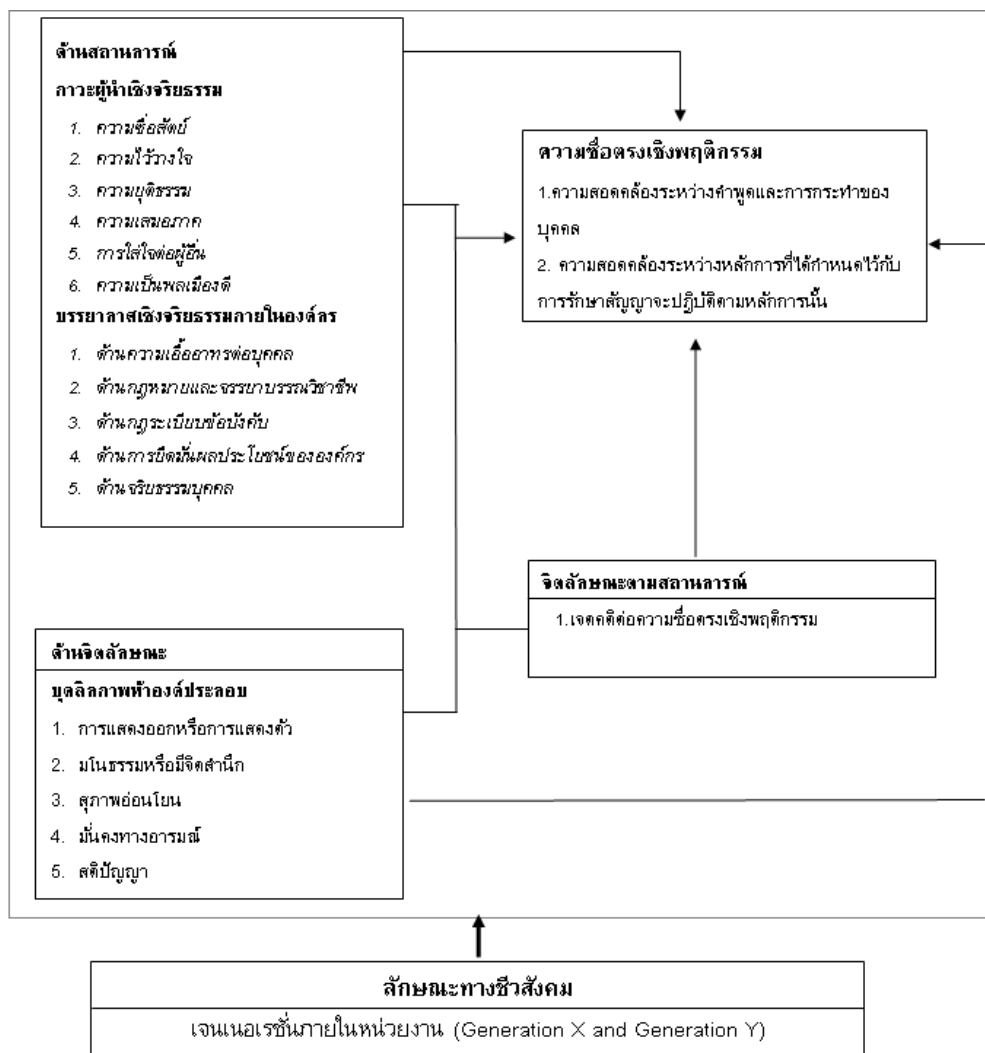 ด้านสถานการณ์
ภาวะผู้นำเชิงจริยธรรม
1. ความซื่อสัตย์
2. ความไว้วางใจ
3. ความยุติธรรม
4. ความเสมอภาค
5. การใส่ใจต่อผู้อื่น
6. ความเป็นพลเมืองดี
บรรยากาศเชิงจริยธรรมภายในองค์กร
1. ด้านความเอื้ออาทรต่อบุคคล
2. ด้านกฎหมายและจรรยาบรรณวิชาชีพ
3. ด้านกฎระเบียบข้อบังคับ
4. ด้านการยึดมั่นผลประโยชน์ขององค์กร
5. ด้านจริยธรรมบุคคล
ความซื่อตรงเชิงพฤติกรรม
1.ความสอดคล้องระหว่างคำพูดและการกระทำของ
บุคคล
2. ความสอดคล้องระหว่างหลักการที่ได้กำหนดไว้กับ
การรักษาสัญญาจะปฏิบัติตามหลักการนั้น
จิตลักษณะตามสถานการณ์
1.เจตคติต่อความซื่อตรงเชิงพฤติกรรม
ด้านจิตลักษณะ
บุคลิกภาพห้าองค์ประกอบ
1. การแสดงออกหรือการแสดงตัว
2. มโนธรรมหรือมีจิตสำนึก
3. สุภาพอ่อนโยน
4. มั่นคงทางอารมณ์
5. สติปัญญา
ลักษณะทางชีวสังคม
เจนเนอเรชั่นภายในหน่วยงาน (Generation X and Generation Y)